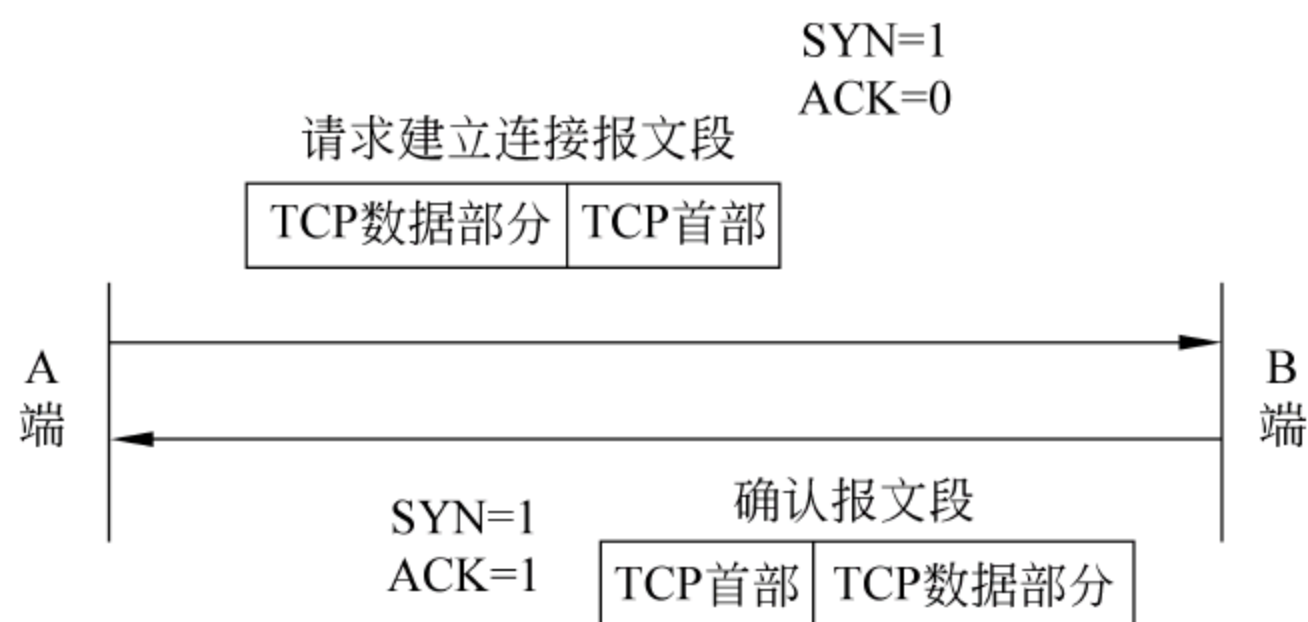 SYN=1
ACK=0
请求建立连接报文段
TCP数据部分 TCP首部
A
端
B
端
确认报文段
SYN=1
ACK=1
TCP首部 TCP数据部分